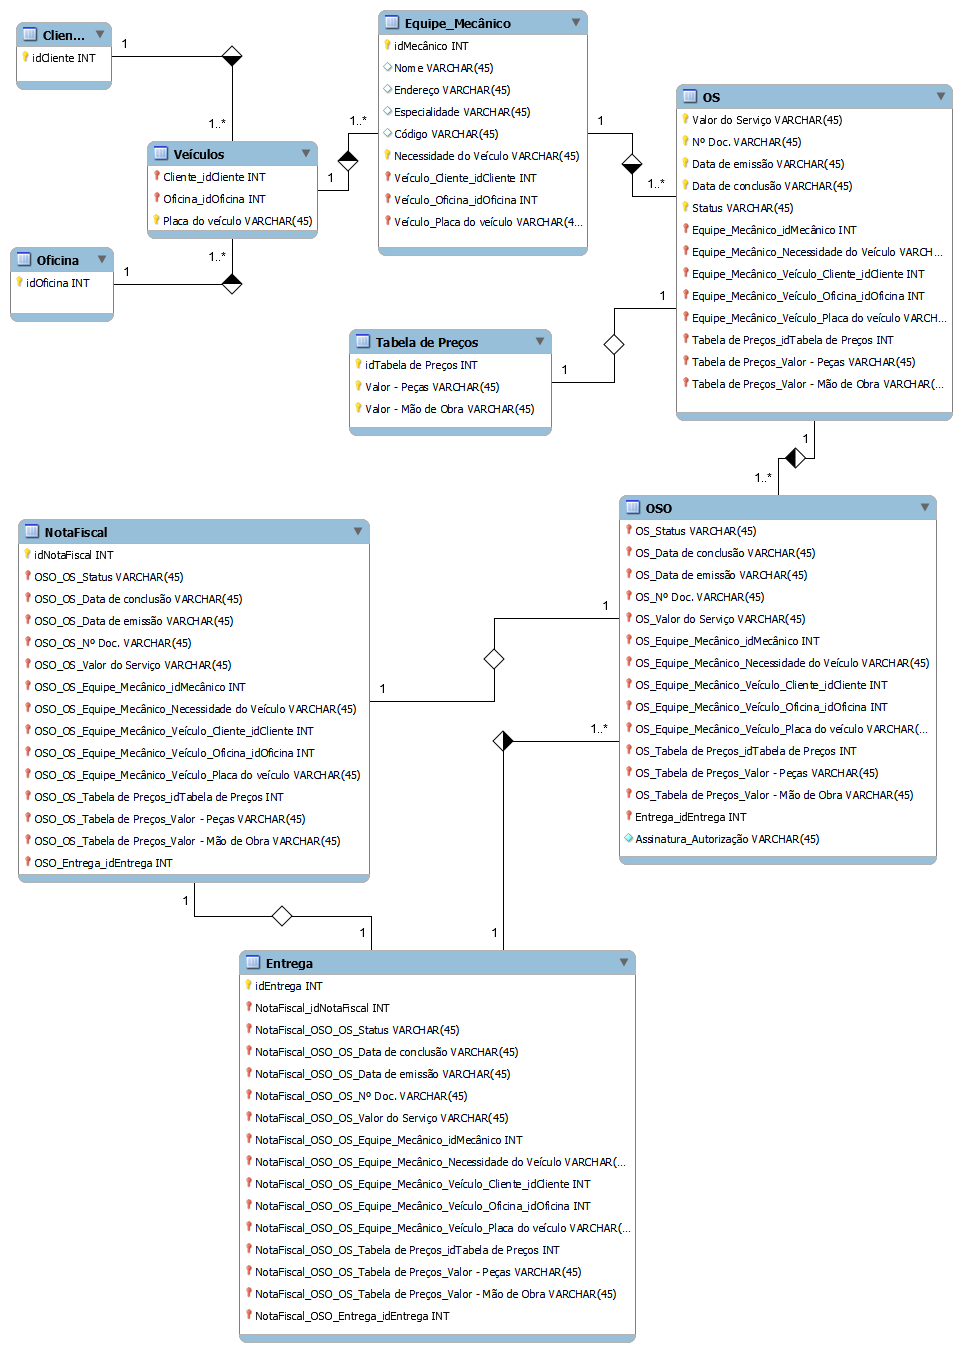 Clien...
idCliente INT
1
1..*
Equipe_Mecânico
idMecânico INT
Nome VARCHAR(45)
Endereço VARCHAR(45)
Especialidade VARCHAR(45)
Código VARCHAR(45)
Necessidade do Veículo VARCHAR(45)
Veículo_Cliente_idCliente INT
Veículo_Oficina_idOficina INT
Veículo_Placa do veículo VARCHAR(4...
1
1..*
OS
Valor do Serviço VARCHAR(45)
Nº Doc. VARCHAR(45)
Data de emissão VARCHAR(45)
Data de conclusão VARCHAR(45)
Status VARCHAR(45)
Equipe_Mecânico_idMecânico INT
Equipe_Mecânico_Necessidade do Veículo VARCH...
Equipe_Mecânico_Veículo_Cliente_idCliente INT
Equipe_Mecânico_Veículo_Oficina_idOficina INT
Equipe_Mecânico_Veículo_Placa do veículo VARCH...
Tabela de Preços_idTabela de Preços INT
Tabela de Preços_Valor - Peças VARCHAR(45)
Tabela de Preços_Valor - Mão de Obra VARCHAR(...
Veículos
Cliente_idCliente INT
Oficina_idOficina INT
Placa do veículo VARCHAR(45)
1
1..*
1..*
Oficina
idOficina INT
1
Tabela de Preços
idTabela de Preços INT
Valor - Peças VARCHAR(45)
Valor - Mão de Obra VARCHAR(45)
1
1
1
1..*
OSO
OS_Status VARCHAR(45)
OS_Data de conclusão VARCHAR(45)
OS_Data de emissão VARCHAR(45)
OS_Nº Doc. VARCHAR(45)
OS_Valor do Serviço VARCHAR(45)
OS_Equipe_Mecânico_idMecânico INT
OS_Equipe_Mecânico_Necessidade do Veículo VARCHAR(45)
OS_Equipe_Mecânico_Veículo_Cliente_idCliente INT
OS_Equipe_Mecânico_Veículo_Oficina_idOficina INT
OS_Equipe_Mecânico_Veículo_Placa do veículo VARCHAR(...
OS_Tabela de Preços_idTabela de Preços INT
OS_Tabela de Preços_Valor - Peças VARCHAR(45)
OS_Tabela de Preços_Valor - Mão de Obra VARCHAR(45)
Entrega_idEntrega INT
Assinatura_Autorização VARCHAR(45)
NotaFiscal
idNotaFiscal INT
OSO_OS_Status VARCHAR(45)
OSO_OS_Data de conclusão VARCHAR(45)
OSO_OS_Data de emissão VARCHAR(45)
OSO_OS_Nº Doc. VARCHAR(45)
OSO_OS_Valor do Serviço VARCHAR(45)
OSO_OS_Equipe_Mecânico_idMecânico INT
OSO_OS_Equipe_Mecânico_Necessidade do Veículo VARCHAR(45)
OSO_OS_Equipe_Mecânico_Veículo_Cliente_idCliente INT
OSO_OS_Equipe_Mecânico_Veículo_Oficina_idOficina INT
OSO_OS_Equipe_Mecânico_Veículo_Placa do veículo VARCHAR(45)
OSO_OS_Tabela de Preços_idTabela de Preços INT
OSO_OS_Tabela de Preços_Valor - Peças VARCHAR(45)
OSO_OS_Tabela de Preços_Valor - Mão de Obra VARCHAR(45)
OSO_Entrega_idEntrega INT
1
1
1..*
1
1
1
Entrega
idEntrega INT
NotaFiscal_idNotaFiscal INT
NotaFiscal_OSO_OS_Status VARCHAR(45)
NotaFiscal_OSO_OS_Data de conclusão VARCHAR(45)
NotaFiscal_OSO_OS_Data de emissão VARCHAR(45)
NotaFiscal_OSO_OS_Nº Doc. VARCHAR(45)
NotaFiscal_OSO_OS_Valor do Serviço VARCHAR(45)
NotaFiscal_OSO_OS_Equipe_Mecânico_idMecânico INT
NotaFiscal_OSO_OS_Equipe_Mecânico_Necessidade do Veículo VARCHAR(...
NotaFiscal_OSO_OS_Equipe_Mecânico_Veículo_Cliente_idCliente INT
NotaFiscal_OSO_OS_Equipe_Mecânico_Veículo_Oficina_idOficina INT
NotaFiscal_OSO_OS_Equipe_Mecânico_Veículo_Placa do veículo VARCHAR(...
NotaFiscal_OSO_OS_Tabela de Preços_idTabela de Preços INT
NotaFiscal_OSO_OS_Tabela de Preços_Valor - Peças VARCHAR(45)
NotaFiscal_OSO_OS_Tabela de Preços_Valor - Mão de Obra VARCHAR(45)
NotaFiscal_OSO_Entrega_idEntrega INT